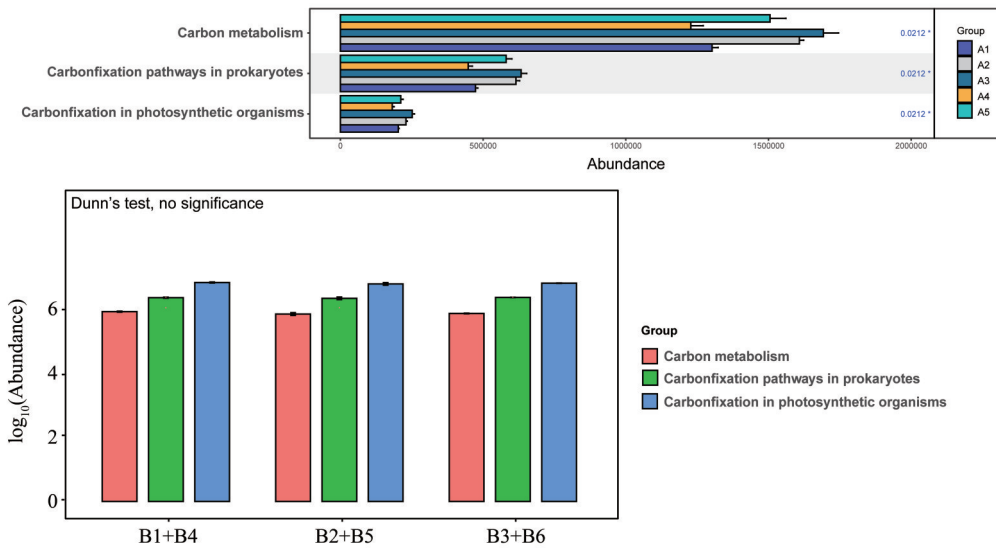 Carbon metabolism
0.0212 *
Carbonfixation pathways in prokaryotes
0.0212 *
Carbonfixation in photosynthetic organisms
0.0212 *
0 500000 1000000 1500000 2000000
Abundance
Group
A1
A2
A3
A4
A5
Dunn's test, no significance
log10(Abundance)
6
4
2
0
B1+B4 B2+B5 B3+B6
Group
Carbon metabolism
Carbonfixation pathways in prokaryotes
Carbonfixation in photosynthetic organisms